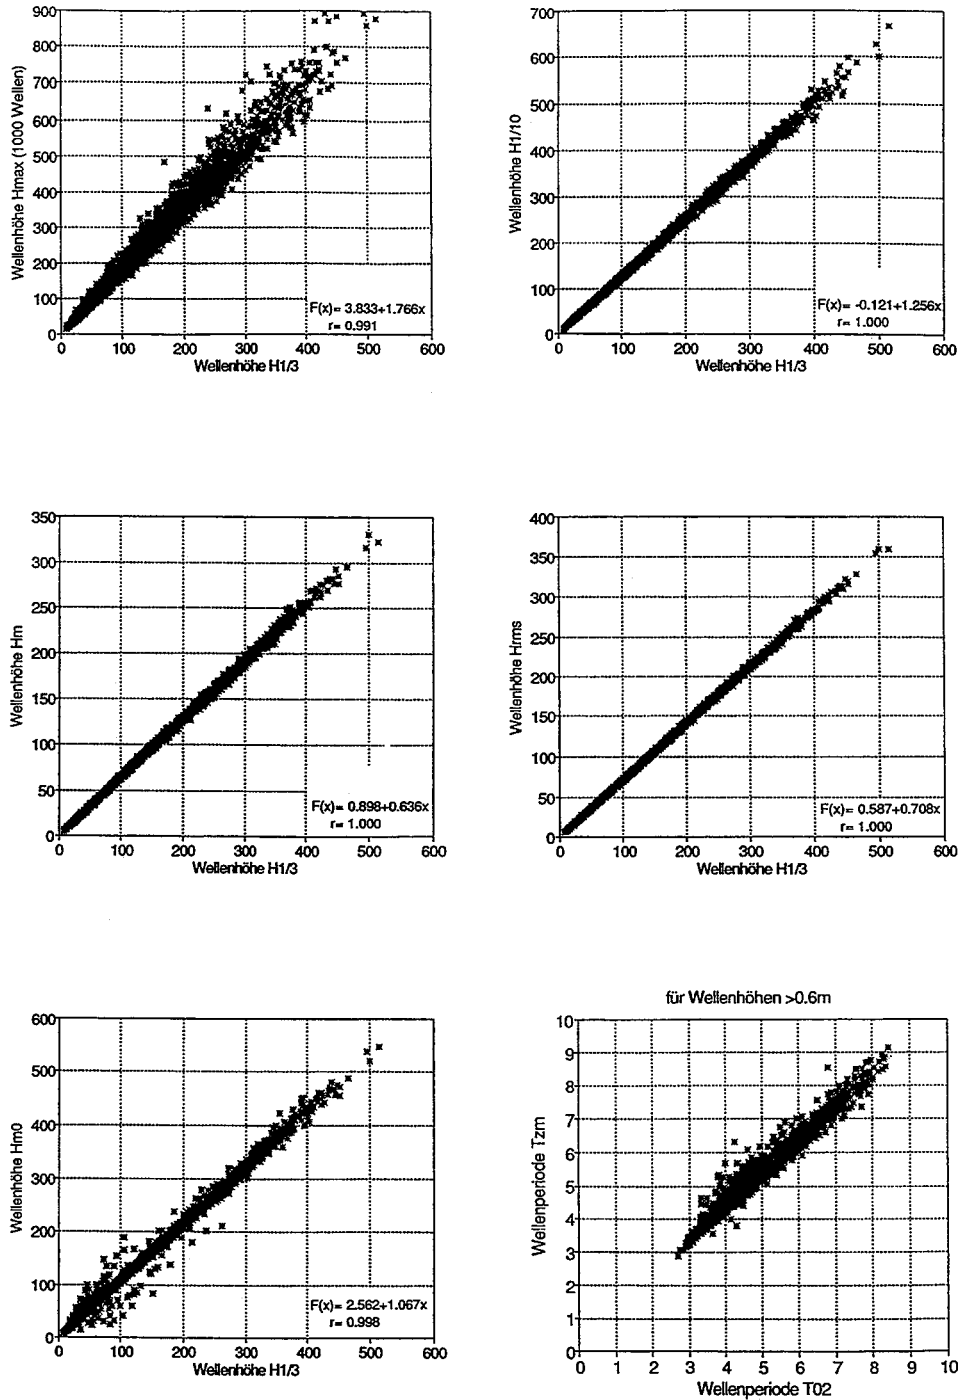 900
800
700
600
500
400
300
200
100
0
Wellenhöhe Hmax (1000 Wellen)
F(x)= 3.833+1.766x
r= 0.991
0 100 200 300 400 500 600
Wellenhöhe H1/3
700
600
500
400
300
200
100
0
Wellenhöhe H1/10
F(x)= -0.121+1.256x
r= 1.000
0 100 200 300 400 500 600
Wellenhöhe H1/3
350
300
250
200
150
100
50
0
Wellenhöhe Hm
F(x)= 0.898+0.636x
r= 1.000
0 100 200 300 400 500 600
Wellenhöhe H1/3
400
350
300
250
200
150
100
50
0
Wellenhöhe Hrms
F(x)= 0.587+0.708x
r= 1.000
0 100 200 300 400 500 600
Wellenhöhe H1/3
600
500
400
300
200
100
0
Wellenhöhe Hm0
F(x)= 2.562+1.067x
r= 0.998
0 100 200 300 400 500 600
Wellenhöhe H1/3
für Wellenhöhen >0.6m
10
9
8
7
6
5
4
3
2
1
0
Wellenperiode Tzm
0 1 2 3 4 5 6 7 8 9 10
Wellenperiode T02